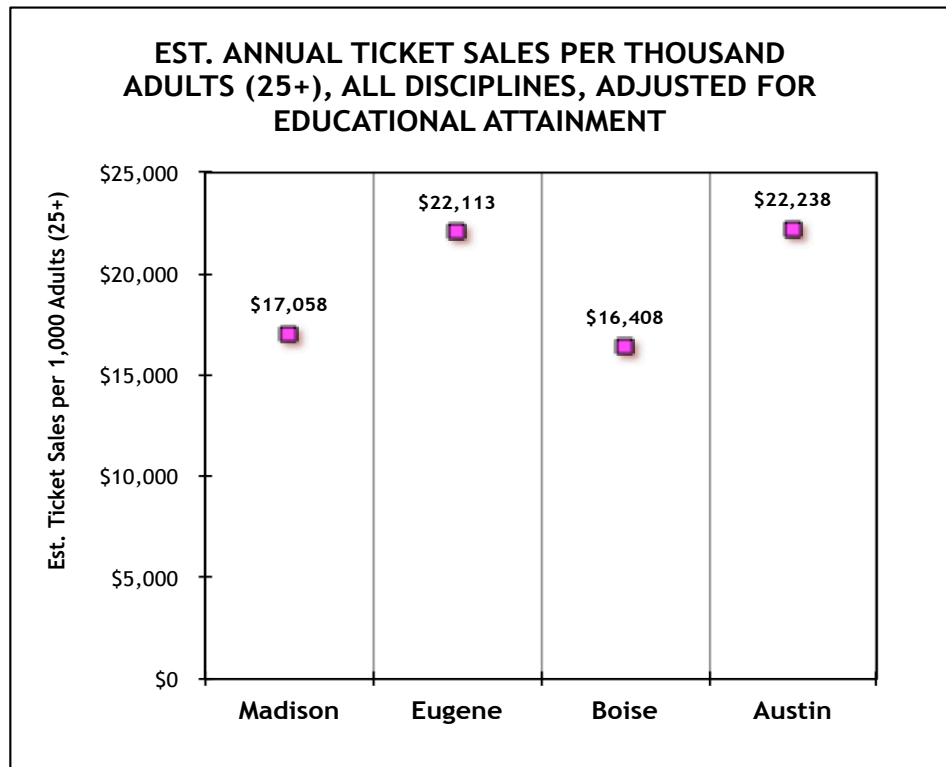 EST. ANNUAL TICKET SALES PER THOUSAND
ADULTS (25+), ALL DISCIPLINES, ADJUSTED FOR
EDUCATIONAL ATTAINMENT
Est. Ticket Sales per 1,000 Adults (25+)
$25,000
$20,000
$15,000
$10,000
$5,000
$0
$17,058
$22,113
$16,408
$22,238
Madison
Eugene
Boise
Austin